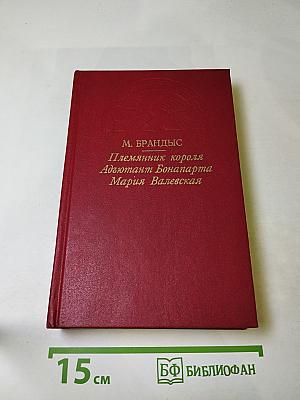 М. БРАНДЫС
Племянник короля
Адъютант Бонапарта
Мария Валевская
15 см
БФ БИБЛИОФАН